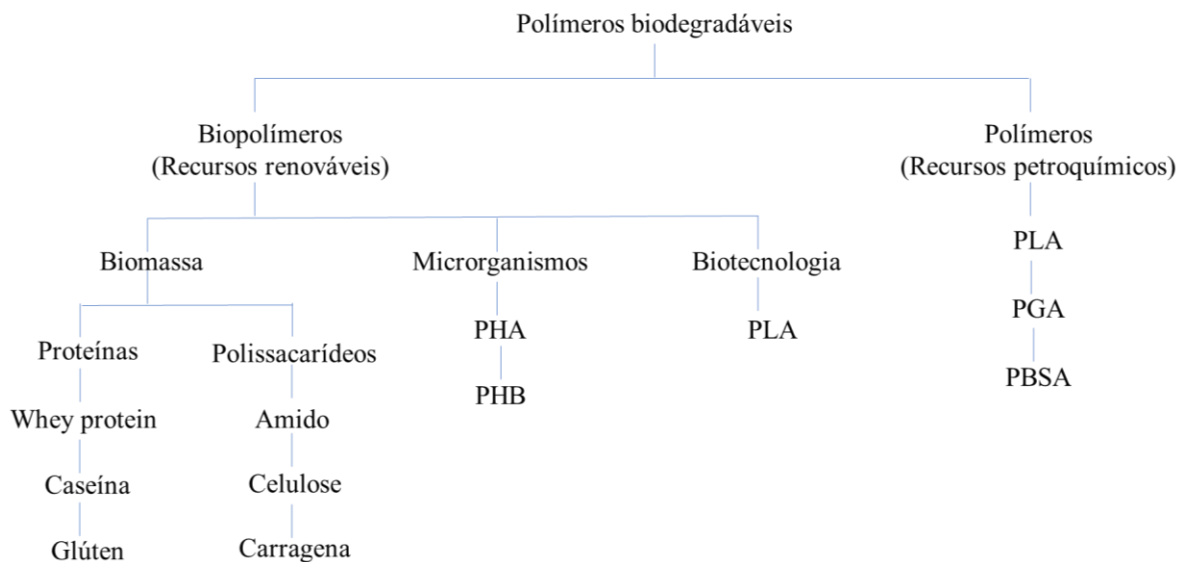 Polímeros biodegradáveis
Biopolímeros
(Recursos renováveis)
Polímeros
(Recursos petroquímicos)
Biomassa
Microrganismos
Biotecnologia
PLA
PGA
PBSA
PHA
PHB
PLA
Proteínas
Polissacarídeos
Whey protein
Amido
Caseína
Celulose
Glúten
Carragena